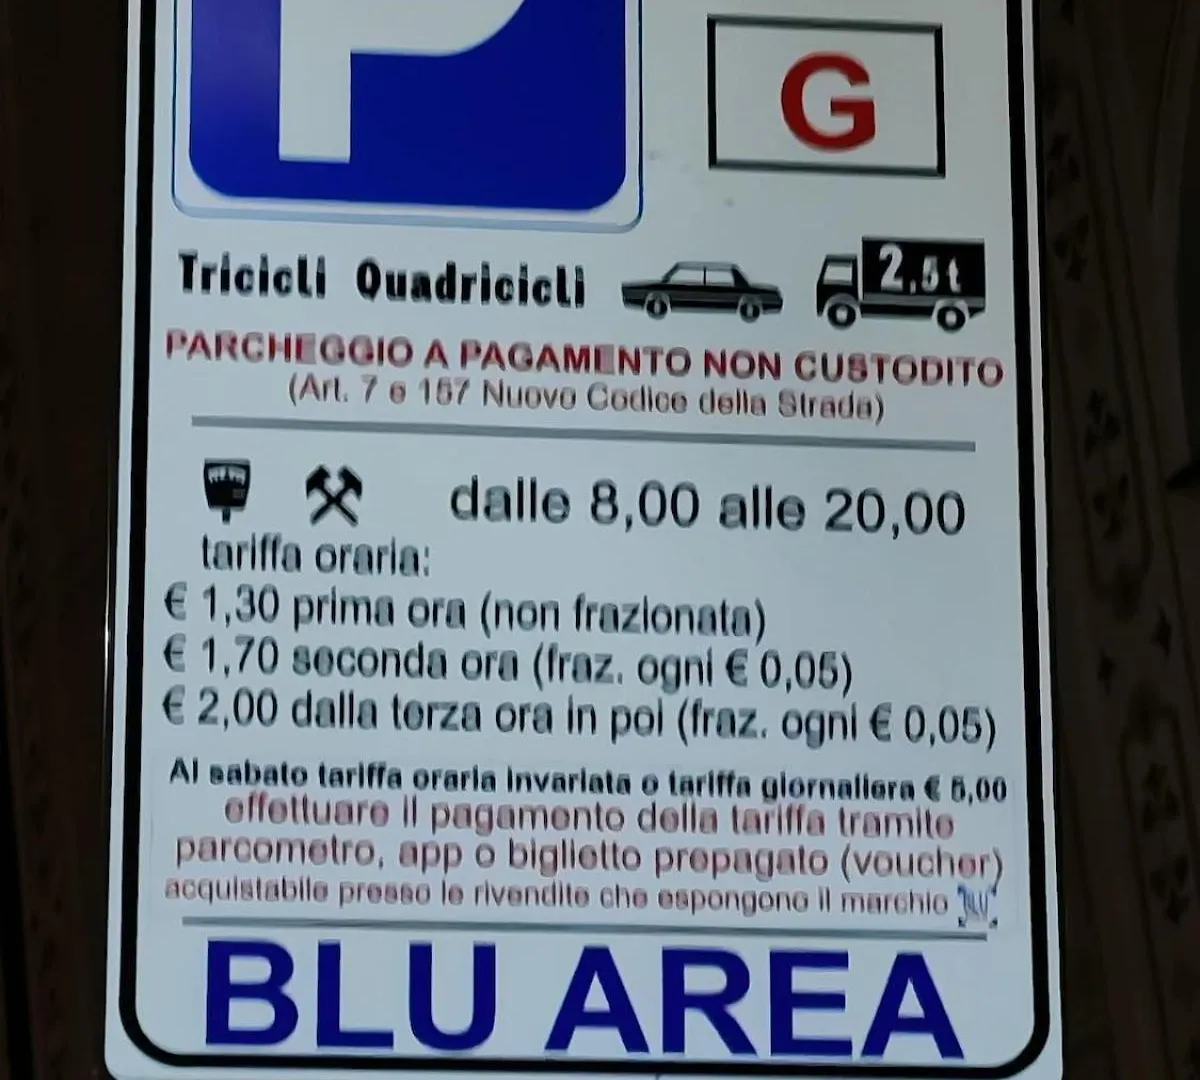 P
G
Tricicli Quadricicli 2,5t
PARCHEGGIO A PAGAMENTO NON CUSTODITO
(Art. 7 e 157 Nuovo Codice della Strada)
dalle 8,00 alle 20,00
tariffa oraria:
€ 1,30 prima ora (non frazionata)
€ 1,70 seconda ora (fraz. ogni € 0,05)
€ 2,00 dalla terza ora in poi (fraz. ogni € 0,05)
Al sabato tariffa oraria invariata o tariffa giornaliera € 5,00
effettuare il pagamento della tariffa tramite
parcometro, app o biglietto prepagato (voucher)
acquistabile presso le rivendite che espongono il marchio BLU
BLU AREA